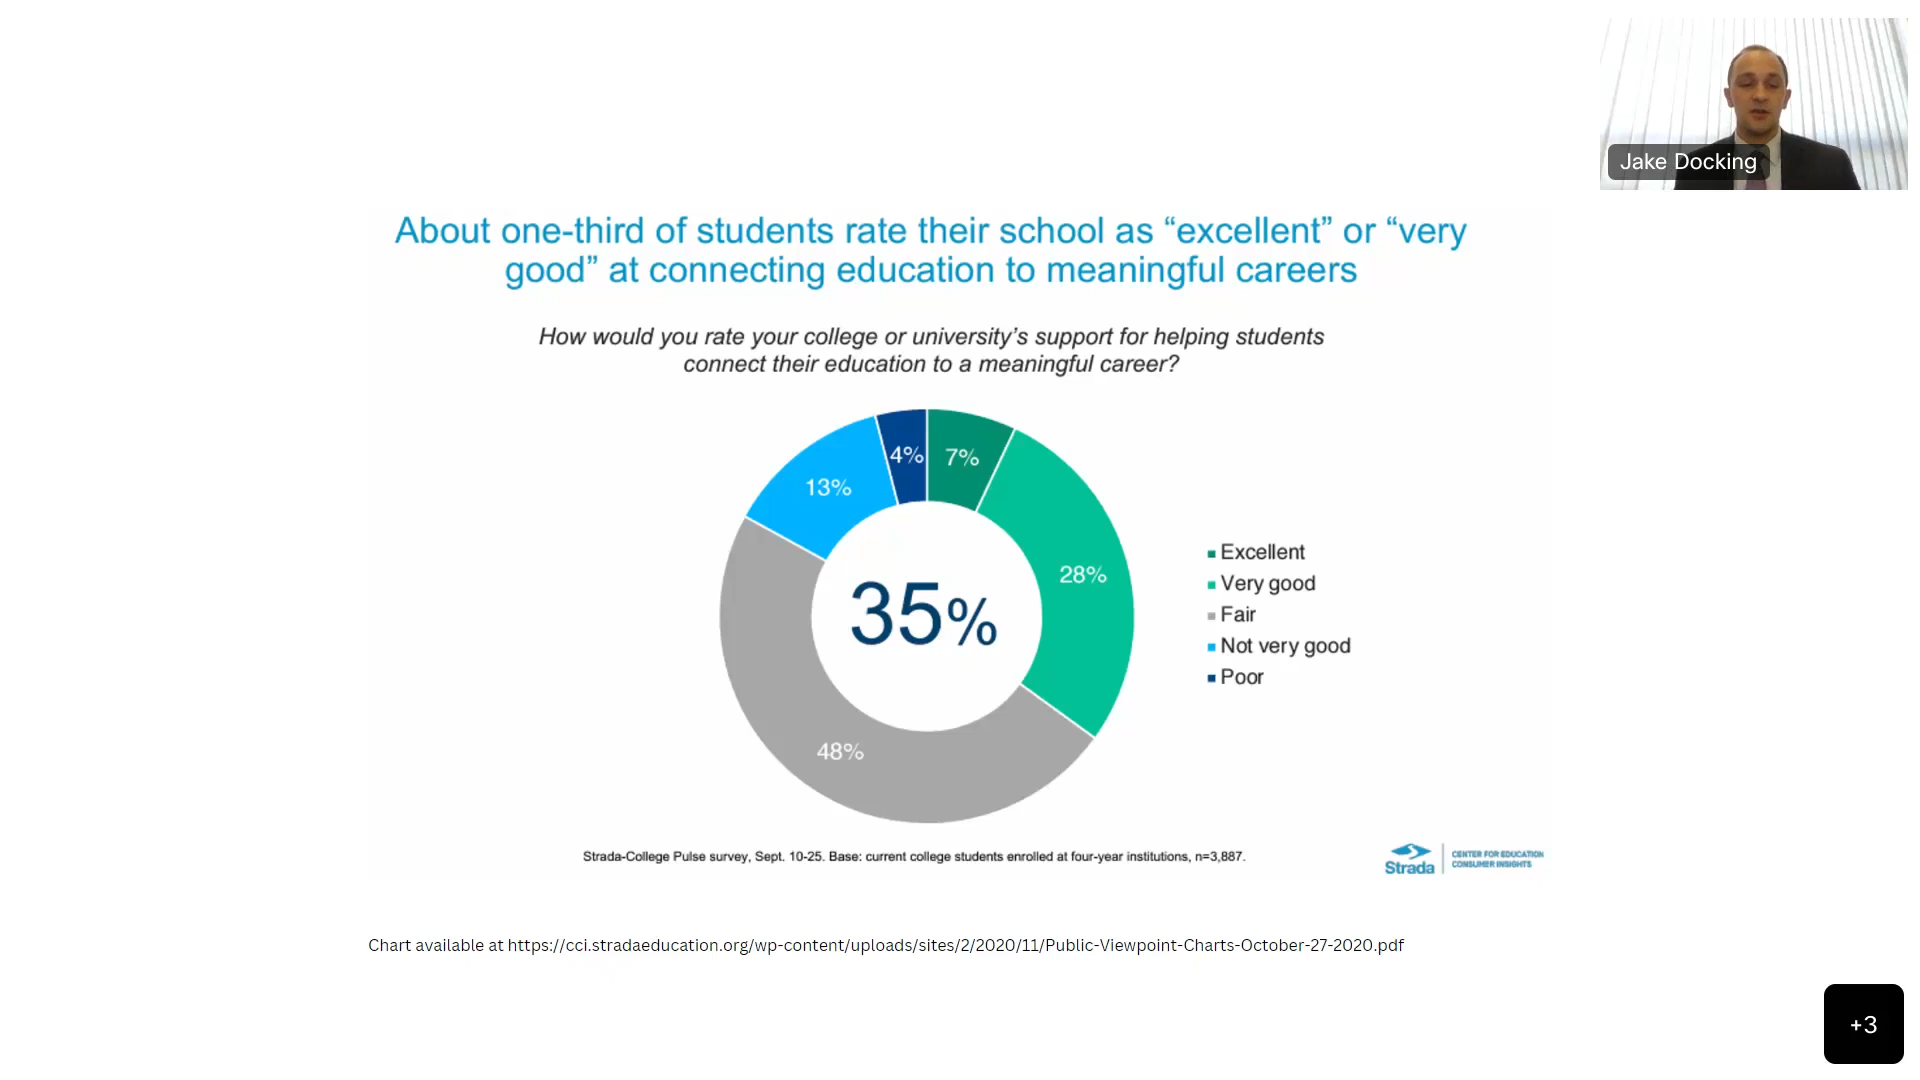 Jake Docking
About one-third of students rate their school as “excellent” or “very
good” at connecting education to meaningful careers
How would you rate your college or university’s support for helping students
connect their education to a meaningful career?
4%
7%
13%
28%
35%
48%
Excellent
Very good
Fair
Not very good
Poor
Strada-College Pulse survey, Sept. 10-25. Base: current college students enrolled at four-year institutions, n=3,887.
Strada
CENTER FOR EDUCATION
CONSUMER INSIGHTS
Chart available at https://cci.stradaeducation.org/wp-content/uploads/sites/2/2020/11/Public-Viewpoint-Charts-October-27-2020.pdf
+3